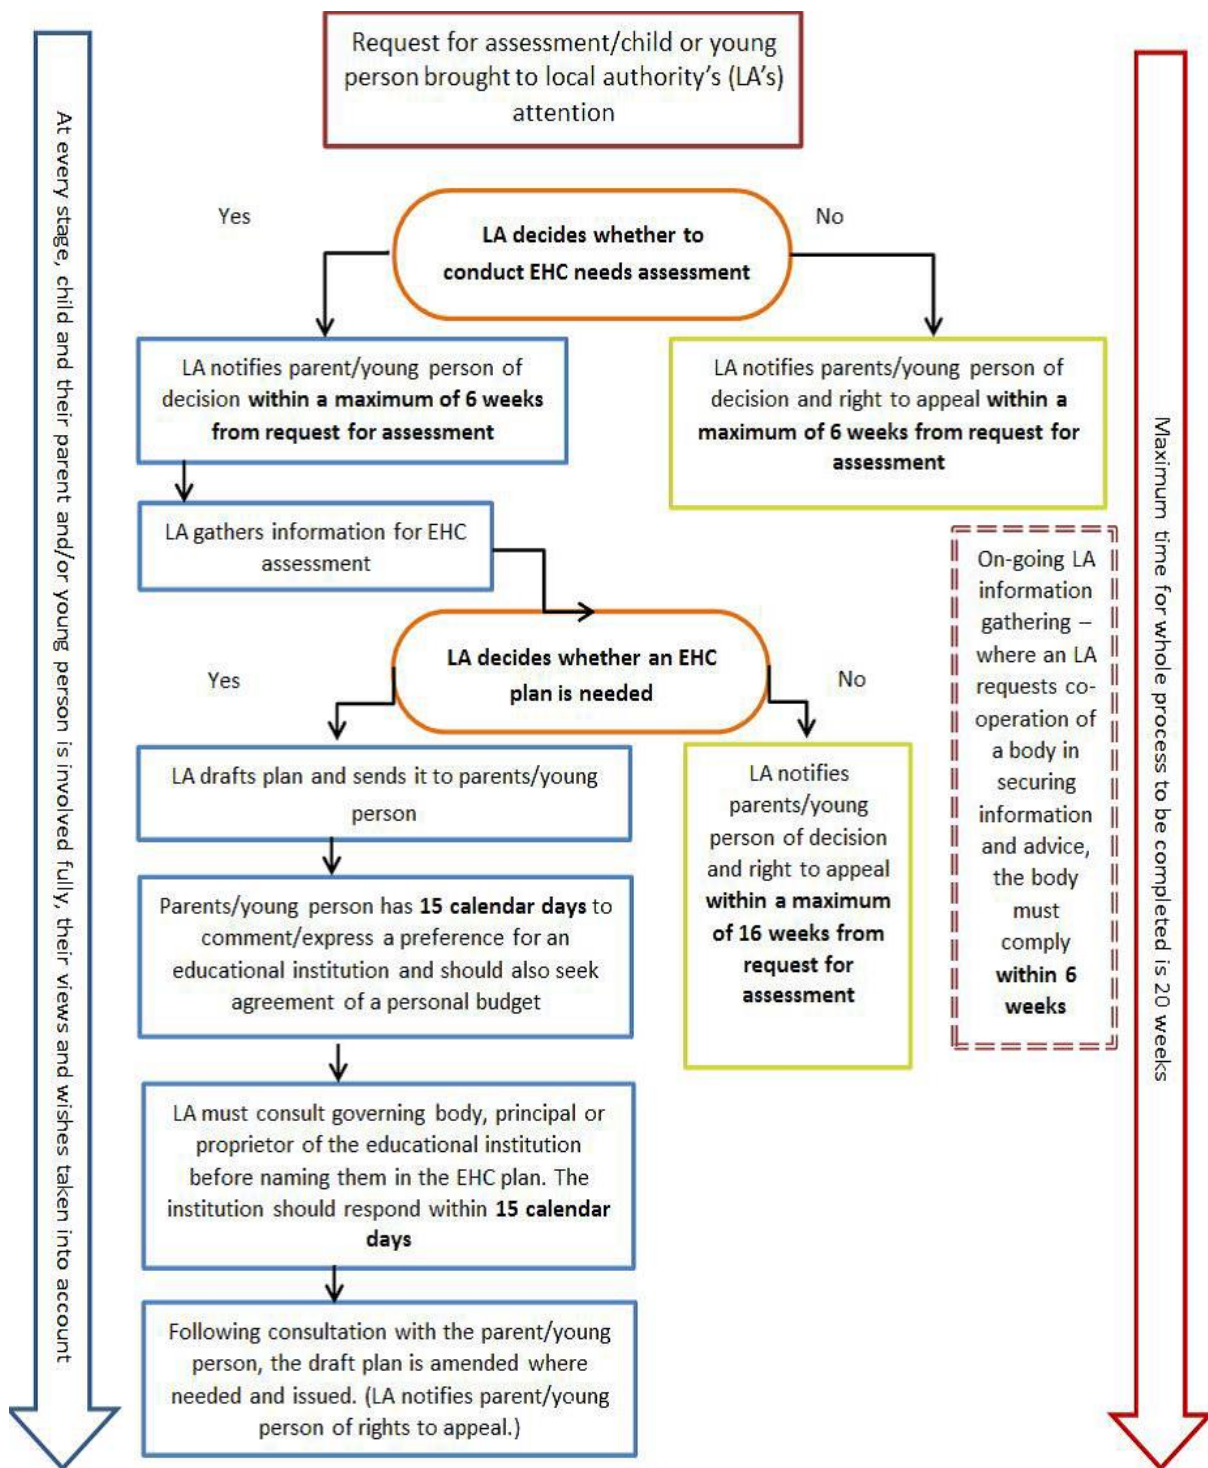 Request for assessment/child or young
person brought to local authority's (LA's)
attention
At every stage, child and their parent and/or young person is involved fully, their views and wishes taken into account
Maximum time for whole process to be completed is 20 weeks
Yes
No
LA decides whether to
conduct EHC needs assessment
LA notifies parent/young person of
decision within a maximum of 6 weeks
from request for assessment
LA notifies parents/young person of
decision and right to appeal within a
maximum of 6 weeks from request for
assessment
LA gathers information for EHC
assessment
On-going LA
information
gathering –
where an LA
requests co-
operation of
a body in
securing
information
and advice,
the body
must
comply
within 6
weeks
LA decides whether an EHC
plan is needed
Yes
No
LA drafts plan and sends it to parents/young
person
LA notifies
parents/young
person of decision
and right to appeal
within a maximum
of 16 weeks from
request for
assessment
Parents/young person has 15 calendar days to
comment/express a preference for an
educational institution and should also seek
agreement of a personal budget
LA must consult governing body, principal or
proprietor of the educational institution
before naming them in the EHC plan. The
institution should respond within 15 calendar
days
Following consultation with the parent/young
person, the draft plan is amended where
needed and issued. (LA notifies parent/young
person of rights to appeal.)